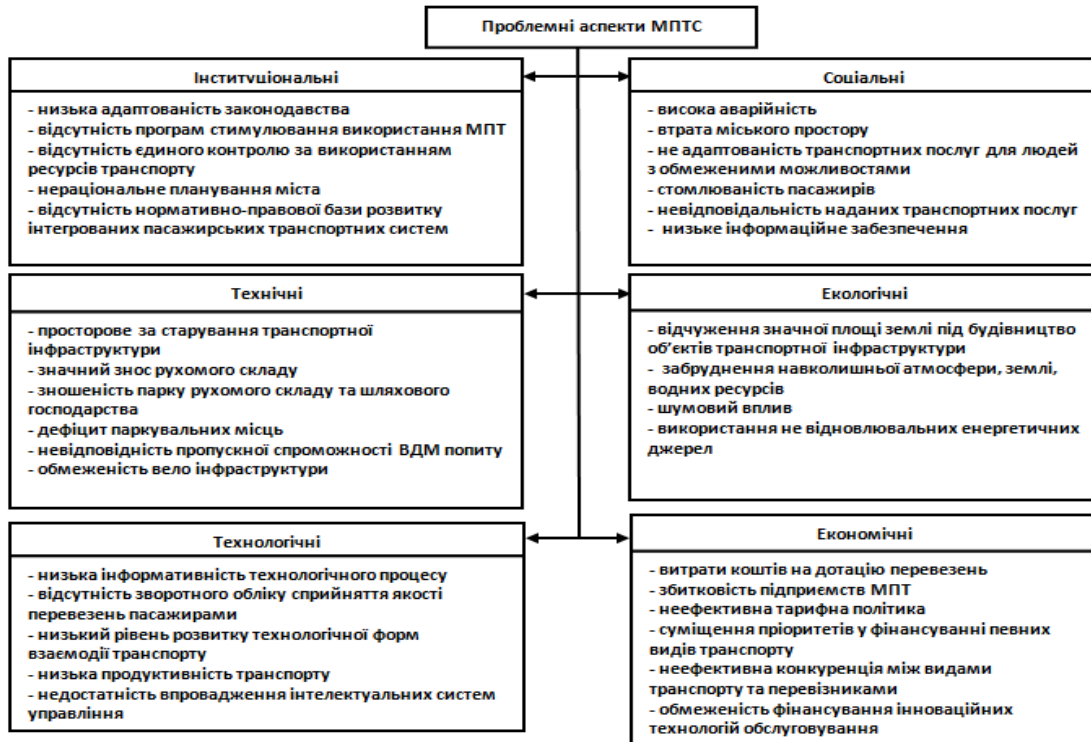 Проблемні аспекти МПТС
Інституціональні
- низька адаптованість законодавства
- відсутність програм стимулювання використання МПТ
- відсутність єдиного контролю за використанням
ресурсів транспорту
- нераціональне планування міста
- відсутність нормативно-правової бази розвитку
інтегрованих пасажирських транспортних систем
Соціальні
- висока аварійність
- втрата міського простору
- не адаптованість транспортних послуг для людей
з обмеженими можливостями
- стомлюваність пасажирів
- невідповідальність наданих транспортних послуг
- низьке інформаційне забезпечення
Технічні
- просторове за старування транспортної
інфраструктури
- значний знос рухомого складу
- зношеність парку рухомого складу та шляхового
господарства
- дефіцит паркувальних місць
- невідповідність пропускної спроможності ВДМ попиту
- обмеженість вело інфраструктури
Екологічні
- відчуження значної площі землі під будівництво
об'єктів транспортної інфраструктури
- забруднення навколишньої атмосфери, землі,
водних ресурсів
- шумовий вплив
- використання не відновлювальних енергетичних
джерел
Технологічні
- низька інформативність технологічного процесу
- відсутність зворотного обліку сприйняття якості
перевезень пасажирами
- низький рівень розвитку технологічної форм
взаємодії транспорту
- низька продуктивність транспорту
- недостатність впровадження інтелектуальних систем
управління
Економічні
- витрати коштів на дотацію перевезень
- збитковість підприємств МПТ
- неефективна тарифна політика
- суміщення пріоритетів у фінансуванні певних
видів транспорту
- неефективна конкуренція між видами
транспорту та перевізниками
- обмеженість фінансування інноваційних
технологій обслуговування